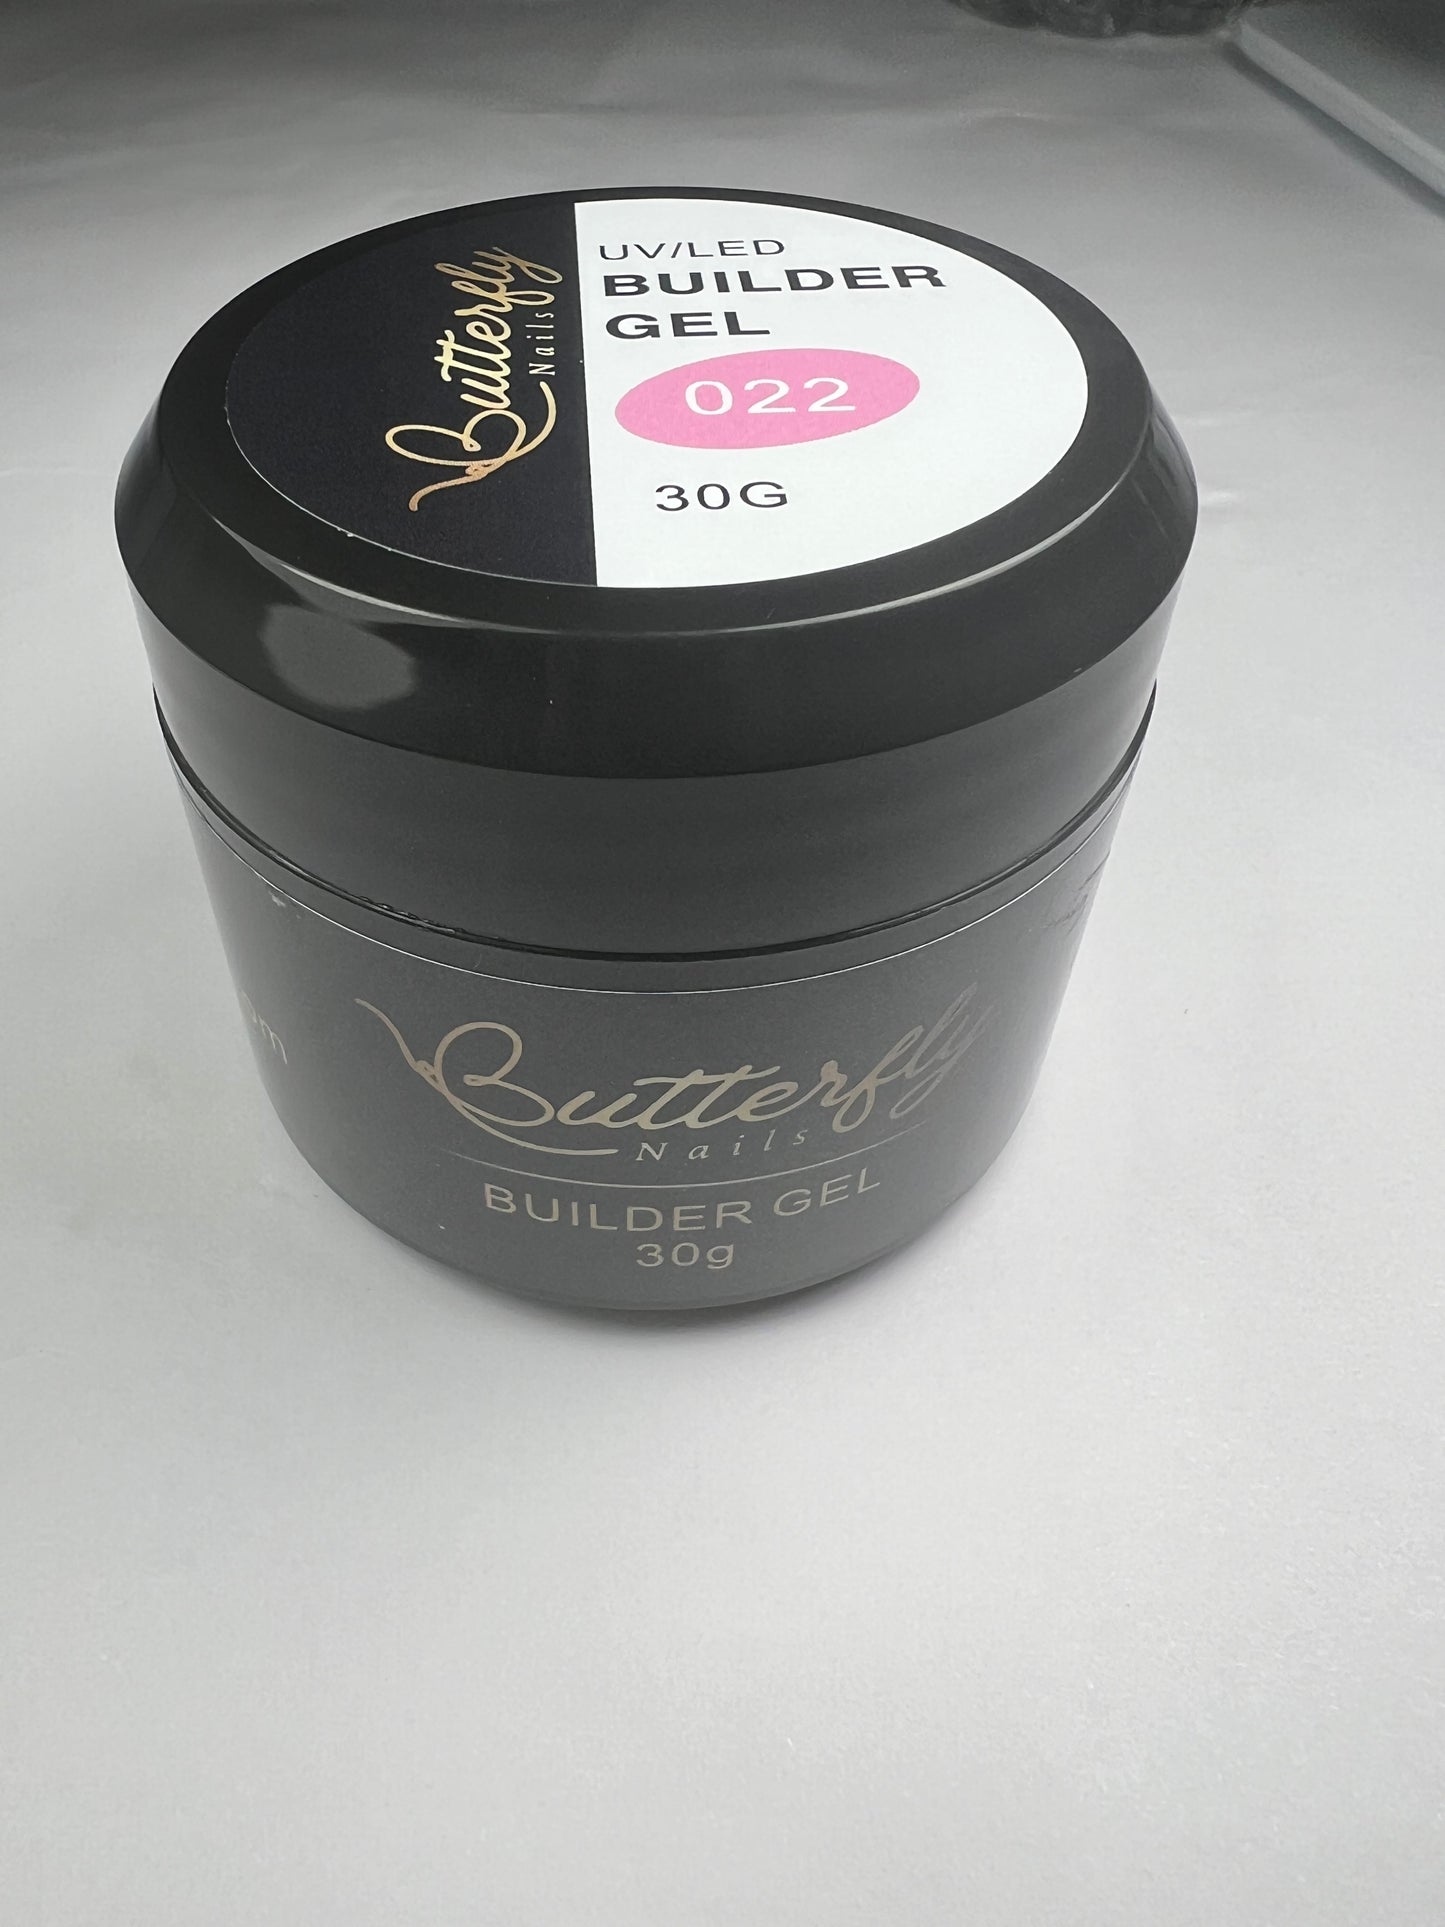 Butterfly
Nails
UV/LED
BUILDER
GEL
022
30G
Butterfly
Nails
BUILDER GEL
30g